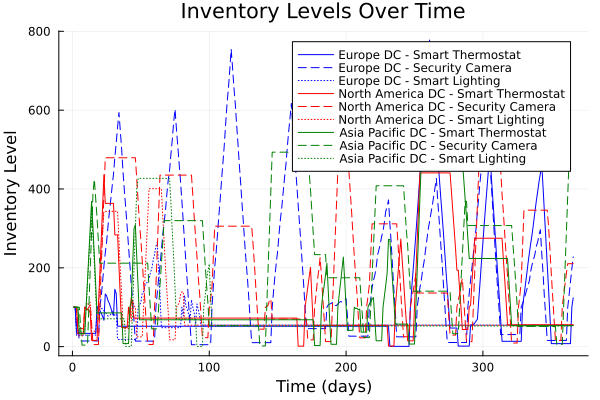 Inventory Levels Over Time
800
600
400
200
0
Inventory Level
Europe DC - Smart Thermostat
Europe DC - Security Camera
Europe DC - Smart Lighting
North America DC - Smart Thermostat
North America DC - Security Camera
North America DC - Smart Lighting
Asia Pacific DC - Smart Thermostat
Asia Pacific DC - Security Camera
Asia Pacific DC - Smart Lighting
0 100 200 300
Time (days)